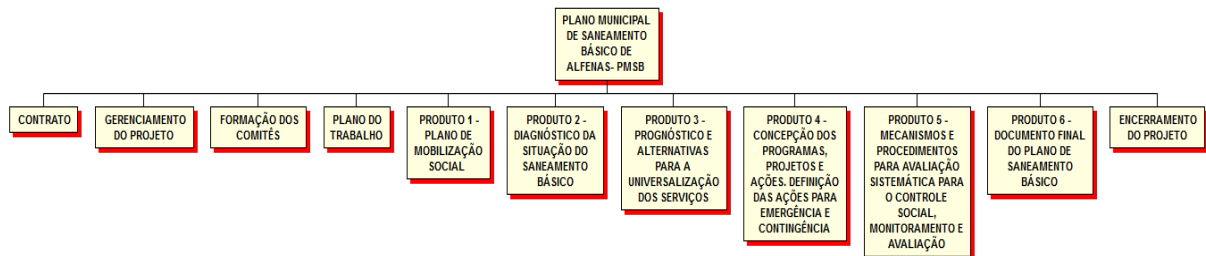 PLANO MUNICIPAL
DE SANEAMENTO
BÁSICO DE
ALFENAS- PMSB
CONTRATO
GERENCIAMENTO
DO PROJETO
FORMAÇÃO DOS
COMITÊS
PLANO DO
TRABALHO
PRODUTO 1 -
PLANO DE
MOBILIZAÇÃO
SOCIAL
PRODUTO 2 -
DIAGNÓSTICO DA
SITUAÇÃO DO
SANEAMENTO
BÁSICO
PRODUTO 3 -
PROGNÓSTICO E
ALTERNATIVAS
PARA A
UNIVERSALIZAÇÃO
DOS SERVIÇOS
PRODUTO 4 -
CONCEPÇÃO DOS
PROGRAMAS,
PROJETOS E
AÇÕES. DEFINIÇÃO
DAS AÇÕES PARA
EMERGÊNCIA E
CONTINGÊNCIA
PRODUTO 5 -
MECANISMOS E
PROCEDIMENTOS
PARA AVALIAÇÃO
SISTEMÁTICA PARA
O CONTROLE
SOCIAL,
MONITORAMENTO E
AVALIAÇÃO
PRODUTO 6 -
DOCUMENTO FINAL
DO PLANO DE
SANEAMENTO
BÁSICO
ENCERRAMENTO
DO PROJETO